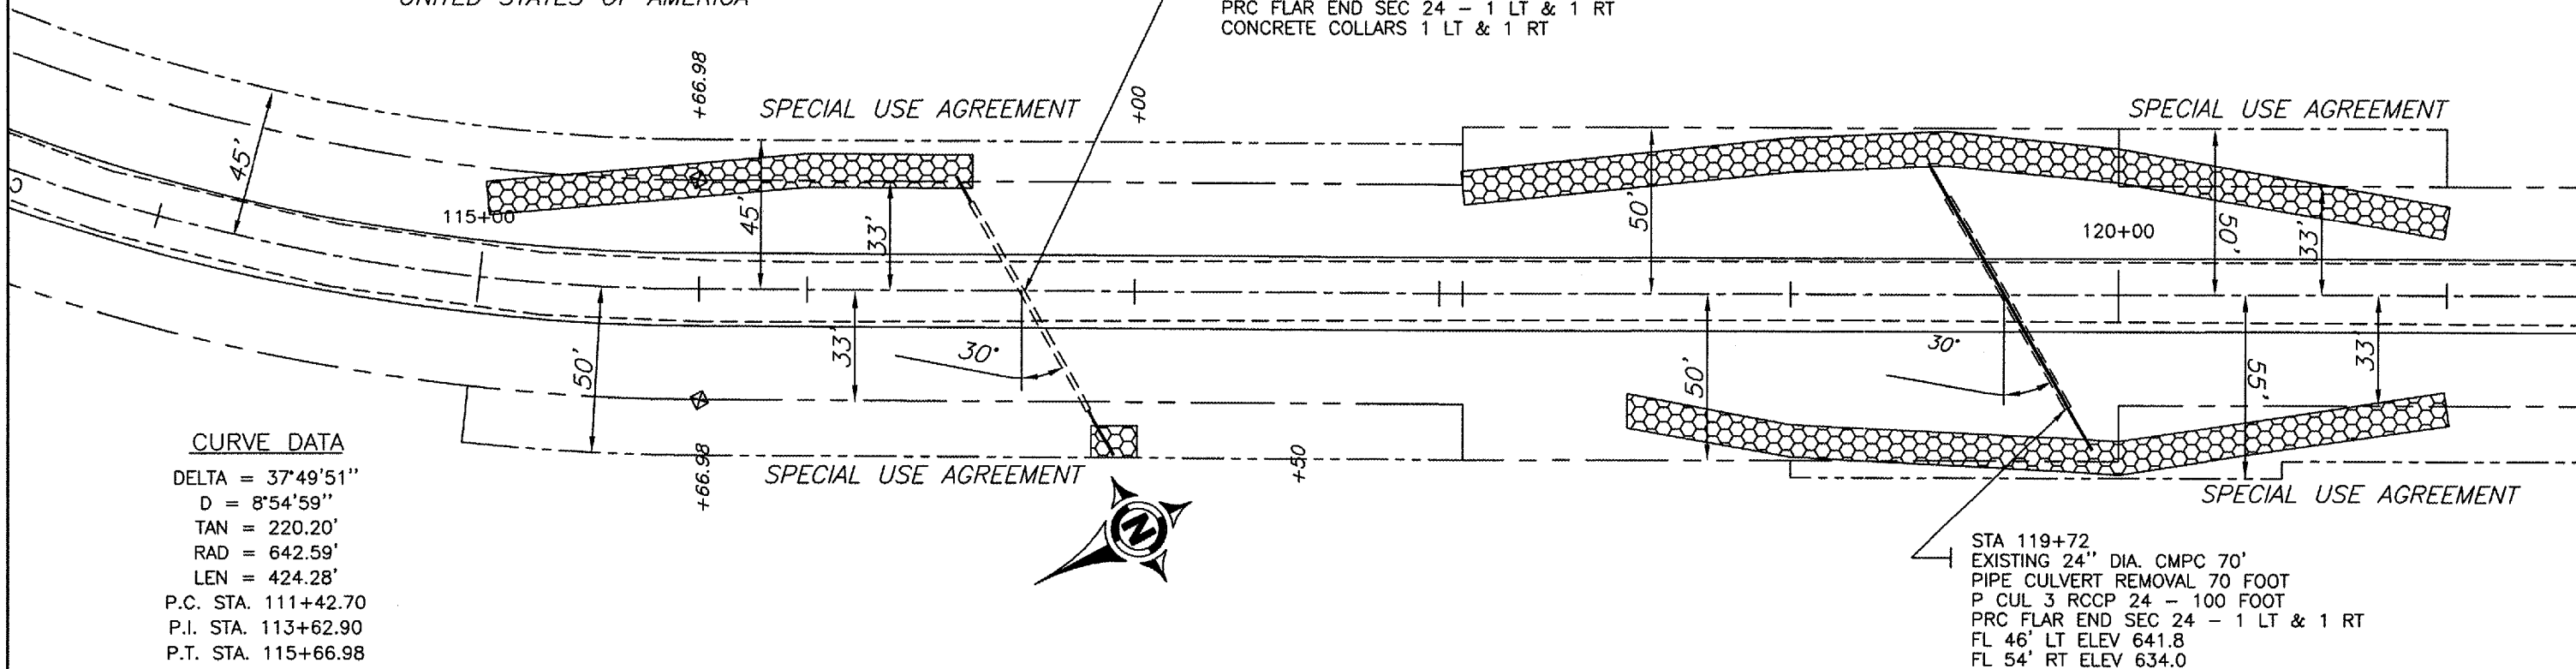 UNITED STATES OF AMERICA
PRC FLAR END SEC 24 – 1 LT & 1 RT
CONCRETE COLLARS 1 LT & 1 RT
+66.98
SPECIAL USE AGREEMENT
+00
SPECIAL USE AGREEMENT
45'
115+00
45'
33'
50'
120+00
50'
33'
50'
33'
30°
50'
30°
55'
33'
+66.98
SPECIAL USE AGREEMENT
+50
SPECIAL USE AGREEMENT
N
CURVE DATA
DELTA = 37°49'51''
D = 8°54'59''
TAN = 220.20'
RAD = 642.59'
LEN = 424.28'
P.C. STA. 111+42.70
P.I. STA. 113+62.90
P.T. STA. 115+66.98
STA 119+72
EXISTING 24'' DIA. CMPC 70'
PIPE CULVERT REMOVAL 70 FOOT
P CUL 3 RCCP 24 – 100 FOOT
PRC FLAR END SEC 24 – 1 LT & 1 RT
FL 46' LT ELEV 641.8
FL 54' RT ELEV 634.0